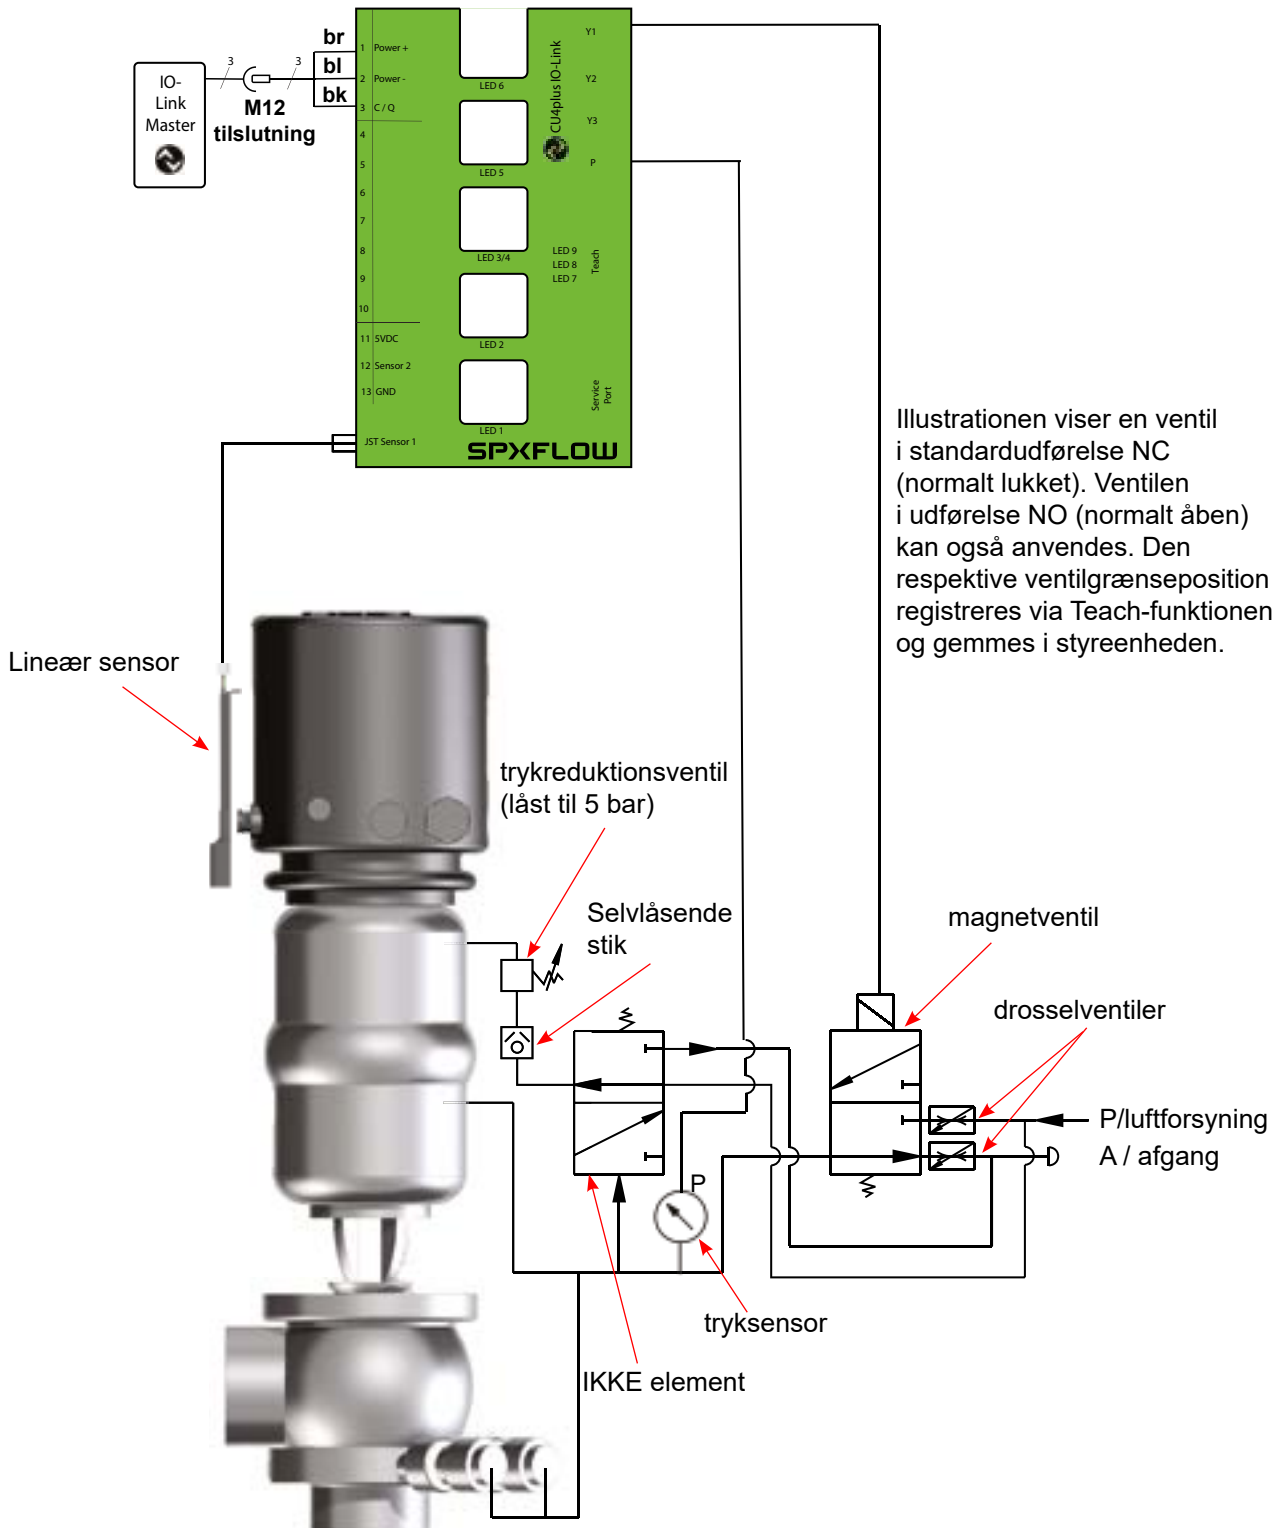 IO-
Link
Master
3
3
M12
tilslutning
br
bl
bk
1 Power +
2 Power -
3 C / Q
4
5
6
7
8
9
10
11 5VDC
12 Sensor 2
13 GND
JST Sensor 1
LED 6
LED 5
LED 3/4
LED 2
LED 1
CU4plus IO-Link
Y1
Y2
Y3
P
LED 9
LED 8
LED 7
Teach
Service
Port
SPXFLOW
Illustrationen viser en ventil
i standardudførelse NC
(normalt lukket). Ventilen
i udførelse NO (normalt åben)
kan også anvendes. Den
respektive ventilgrænseposition
registreres via Teach-funktionen
og gemmes i styreenheden.
Lineær sensor
trykreduktionsventil
(låst til 5 bar)
Selvlåsende
stik
magnetventil
drosselventiler
P/luftforsyning
A / afgang
P
tryksensor
IKKE element